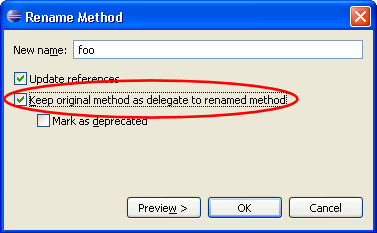 Rename Method
New name: foo
Update references
Keep original method as delegate to renamed method
Mark as deprecated
Preview > OK Cancel